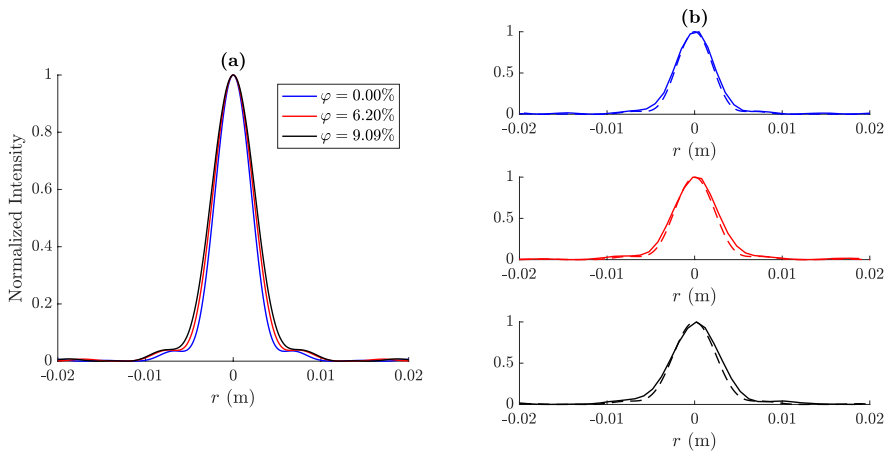 (a)
Normalized Intensity
1
0.8
0.6
0.4
0.2
0
-0.02 -0.01 0 0.01 0.02
r (m)
φ = 0.00%
φ = 6.20%
φ = 9.09%
(b)
1
0.5
0
-0.02 -0.01 0 0.01 0.02
r (m)
1
0.5
0
-0.02 -0.01 0 0.01 0.02
r (m)
1
0.5
0
-0.02 -0.01 0 0.01 0.02
r (m)